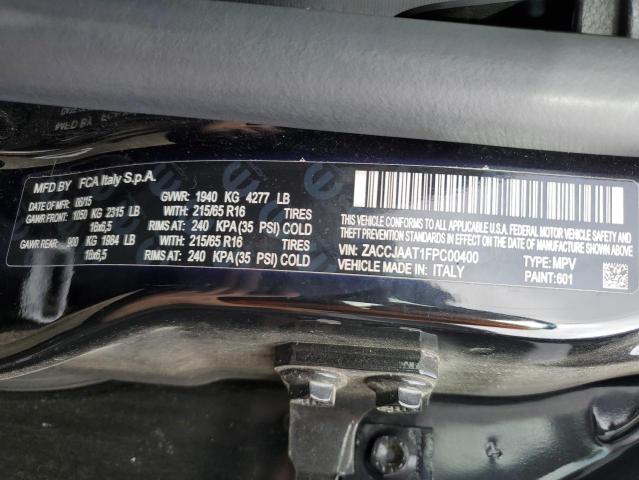 MFD BY FCA Italy S.p.A.
DATE OF MFR 06/15 GVWR: 1940 KG 4277 LB
GAWR FRONT: 1050 KG 2315 LB WITH: 215/65 R16 TIRES
16x6,5 RIMS AT: 240 KPA(35 PSI) COLD
GAWR REAR: 900 KG 1984 LB WITH: 215/65 R16 TIRES
16x6,5 RIMS AT: 240 KPA(35 PSI) COLD
THIS VEHICLE CONFORMS TO ALL APPLICABLE U.S.A. FEDERAL MOTOR VEHICLE SAFETY
AND THEFT PREVENTION STANDARDS IN EFFECT ON THE DATE OF MANUFACTURE SHOWN ABOVE.
VIN: ZACCJAAT1FPC00400 TYPE: MPV
VEHICLE MADE IN: ITALY PAINT: 601